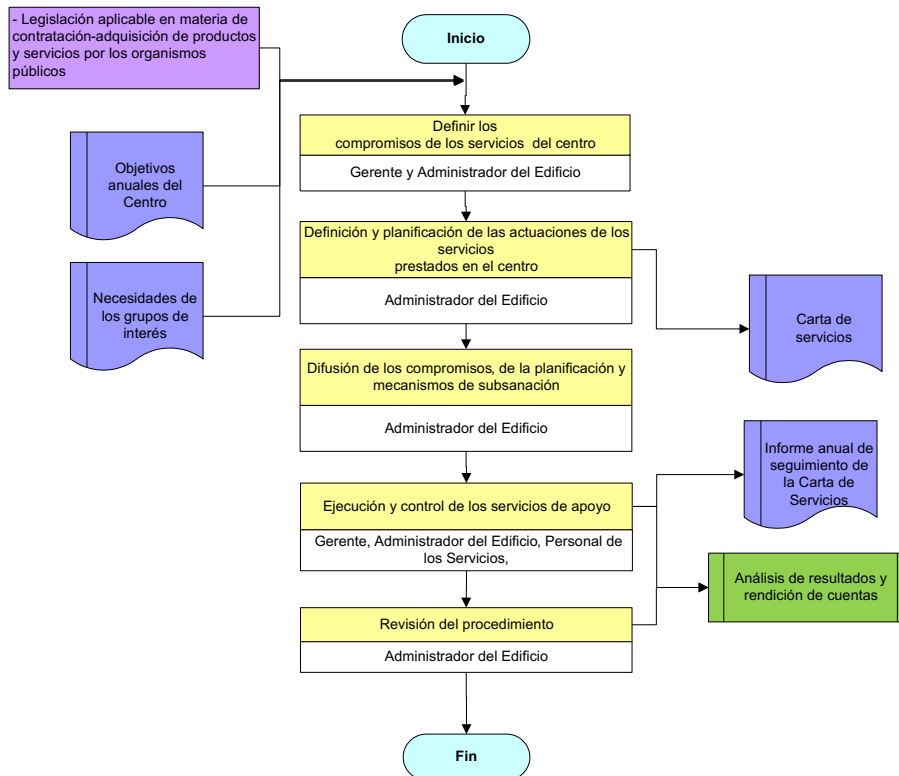 - Legislación aplicable en materia de
contratación-adquisición de productos
y servicios por los organismos
públicos
Inicio
Definir los
compromisos de los servicios del centro
Gerente y Administrador del Edificio
Objetivos
anuales del
Centro
Definición y planificación de las actuaciones de los
servicios
prestados en el centro
Administrador del Edificio
Necesidades de
los grupos de
interés
Carta de
servicios
Difusión de los compromisos, de la planificación y
mecanismos de subsanación
Administrador del Edificio
Informe anual de
seguimiento de
la Carta de
Servicios
Ejecución y control de los servicios de apoyo
Gerente, Administrador del Edificio, Personal de
los Servicios,
Análisis de resultados y
rendición de cuentas
Revisión del procedimiento
Administrador del Edificio
Fin